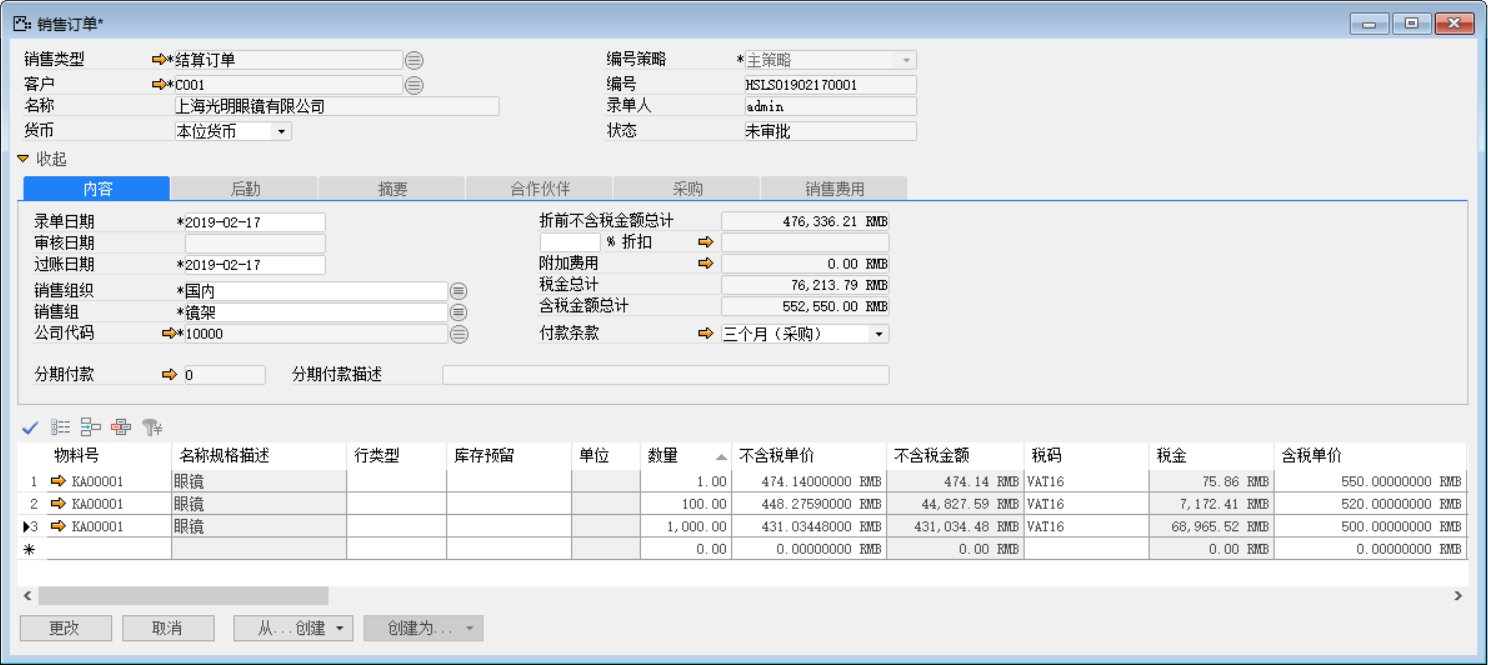 销售订单*
销售类型 *结算订单 编号策略 *主策略
客户 *C001 编号 HSLS01902170001
名称 上海光明眼镜有限公司 录单人 admin
货币 本位货币 状态 未审批
收起
内容 后勤 摘要 合作伙伴 采购 销售费用
录单日期 *2019-02-17 折前不含税金额总计 476,336.21 RMB
审核日期 % 折扣
过账日期 *2019-02-17 附加费用 0.00 RMB
税金总计 76,213.79 RMB
销售组织 *国内
销售组 *镜架 含税金额总计 552,550.00 RMB
公司代码 *10000 付款条款 三个月（采购）
分期付款 0 分期付款描述
物料号 名称规格描述 行类型 库存预留 单位 数量 不含税单价 不含税金额 税码 税金 含税单价
1 KA00001 眼镜 1.00 474.14000000 RMB 474.14 RMB VAT16 75.86 RMB 550.00000000 RMB
2 KA00001 眼镜 100.00 448.27590000 RMB 44,827.59 RMB VAT16 7,172.41 RMB 520.00000000 RMB
3 KA00001 眼镜 1,000.00 431.03448000 RMB 431,034.48 RMB VAT16 68,965.52 RMB 500.00000000 RMB
* 0.00 0.00000000 RMB 0.00 RMB 0.00 RMB 0.00000000 RMB
更改 取消 从...创建 创建为...